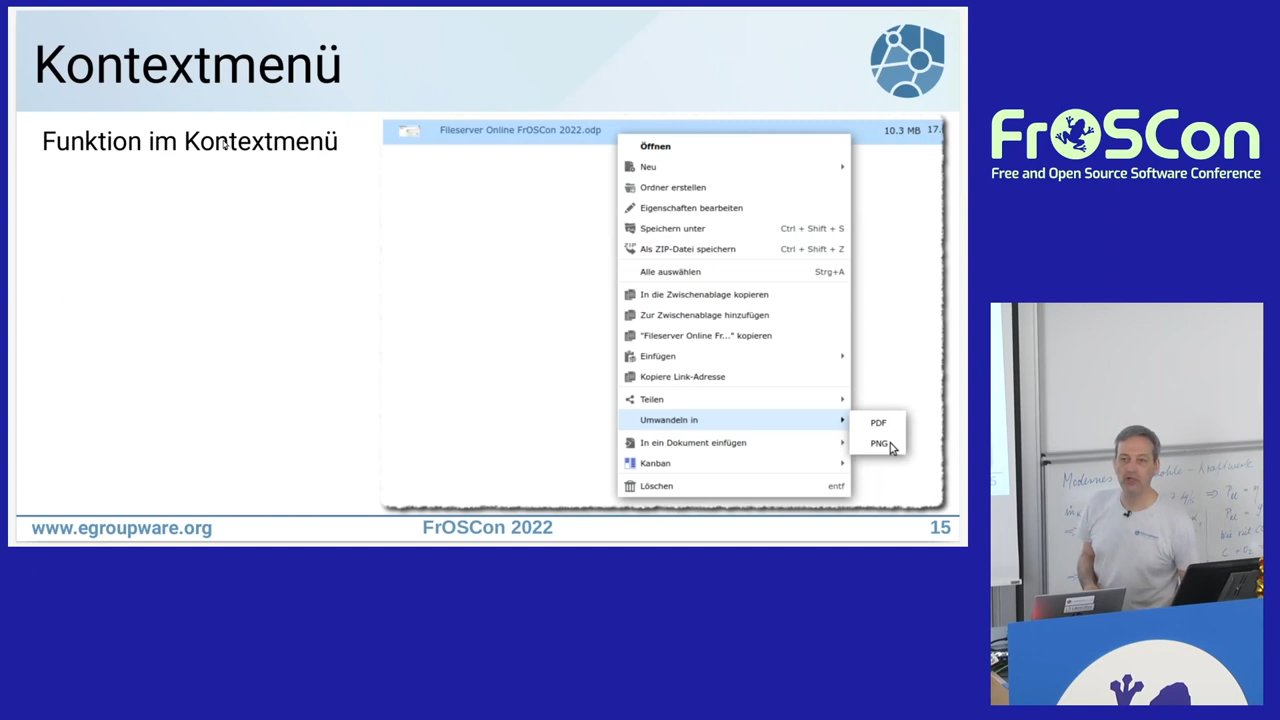 Kontextmenü
Funktion im Kontextmenü
Fileserver Online FrOSCon 2022.odp 10.3 MB 17.
Öffnen
Neu
Ordner erstellen
Eigenschaften bearbeiten
Speichern unter Ctrl + Shift + S
Als ZIP-Datei speichern Ctrl + Shift + Z
Alle auswählen Strg+A
In die Zwischenablage kopieren
Zur Zwischenablage hinzufügen
"Fileserver Online Fr..." kopieren
Einfügen
Kopiere Link-Adresse
Teilen
Umwandeln in
PDF
PNG
In ein Dokument einfügen
Kanban
Löschen entf
www.egroupware.org FrOSCon 2022 15
FrOSCon
Free and Open Source Software Conference
Modernes